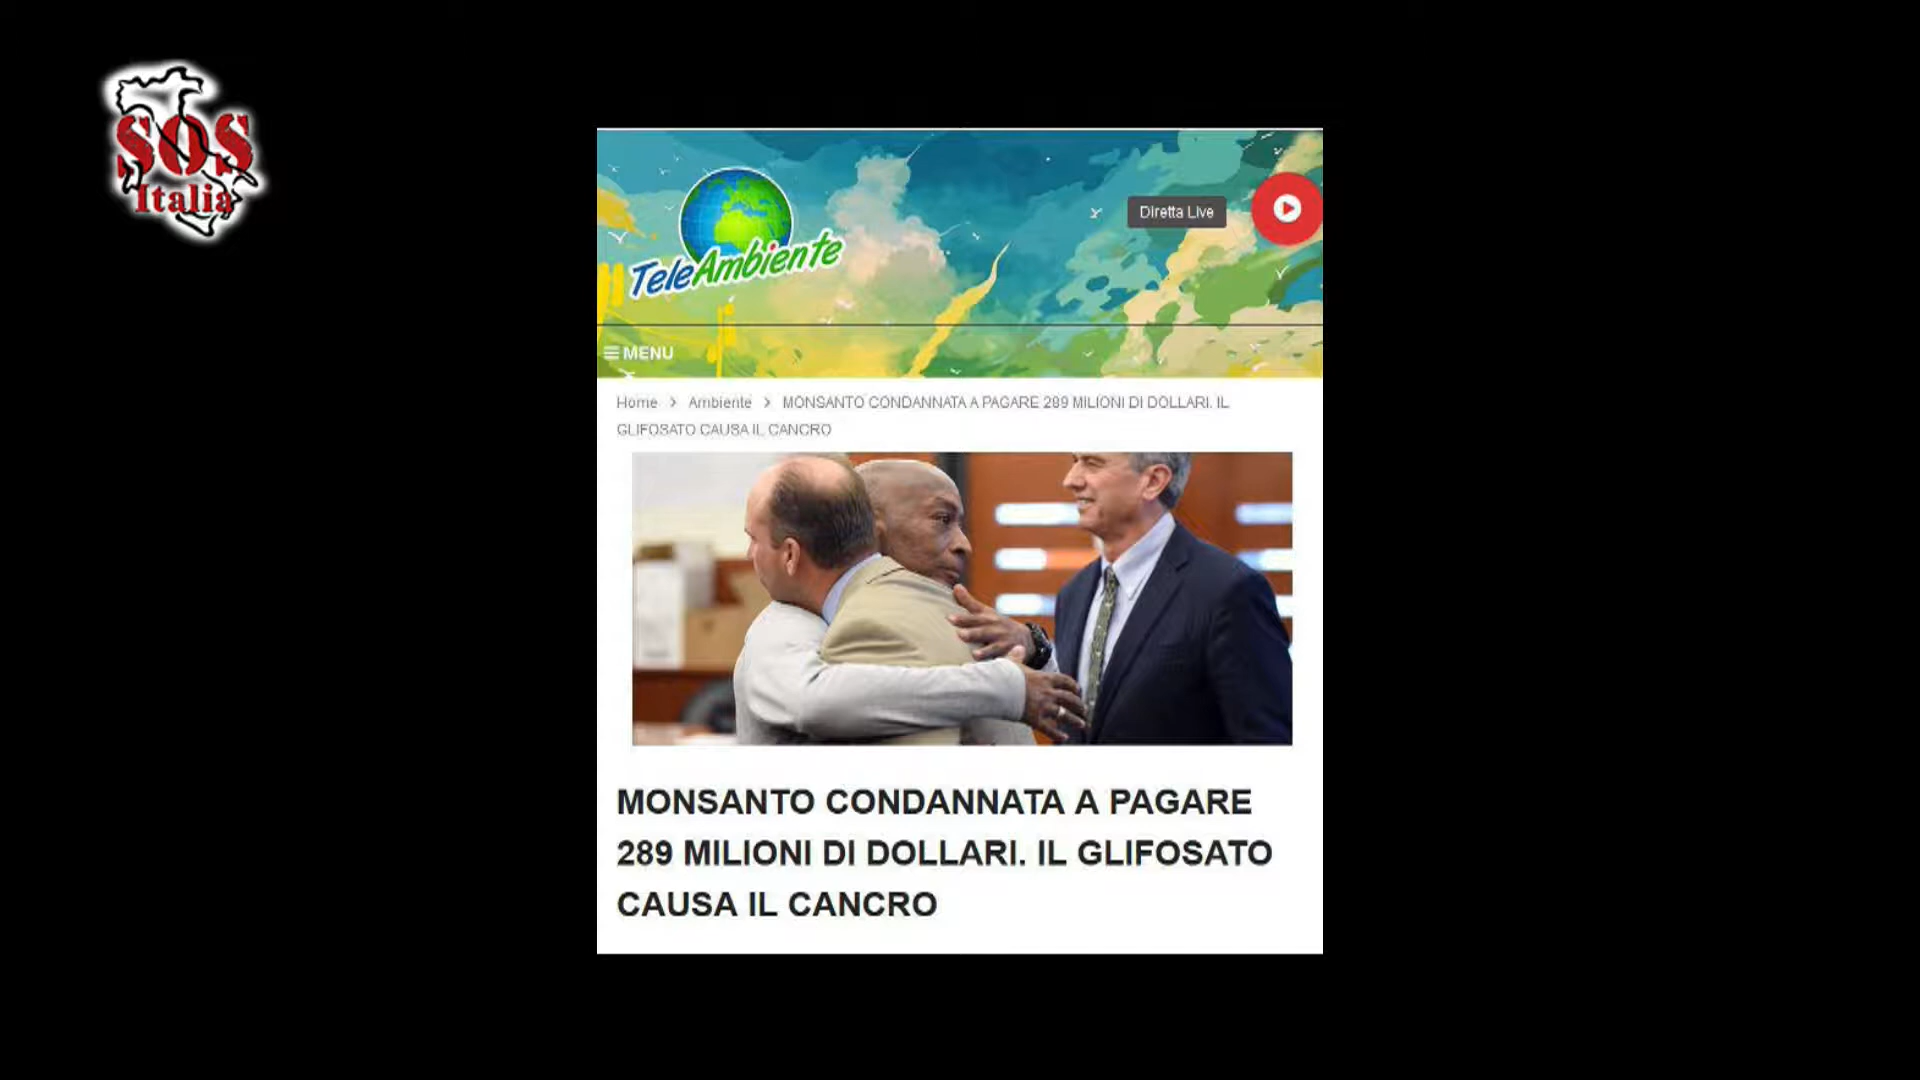 SOS
Italia
TeleAmbiente
Diretta Live
MENU
Home > Ambiente > MONSANTO CONDANNATA A PAGARE 289 MILIONI DI DOLLARI. IL
GLIFOSATO CAUSA IL CANCRO
MONSANTO CONDANNATA A PAGARE
289 MILIONI DI DOLLARI. IL GLIFOSATO
CAUSA IL CANCRO